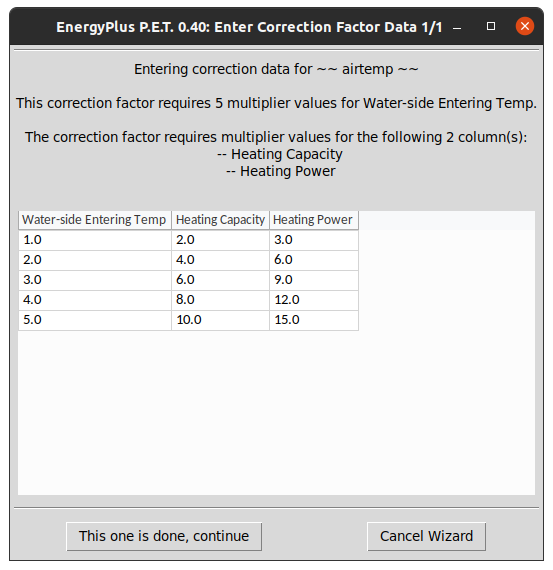 EnergyPlus P.E.T. 0.40: Enter Correction Factor Data 1/1
Entering correction data for ~~ airtemp ~~
This correction factor requires 5 multiplier values for Water-side Entering Temp.
The correction factor requires multiplier values for the following 2 column(s):
-- Heating Capacity
-- Heating Power
Water-side Entering Temp Heating Capacity Heating Power
1.0 2.0 3.0
2.0 4.0 6.0
3.0 6.0 9.0
4.0 8.0 12.0
5.0 10.0 15.0
This one is done, continue Cancel Wizard